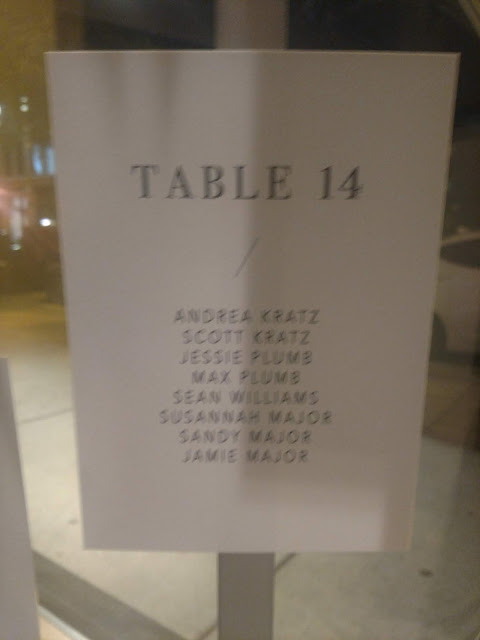 TABLE 14
/
ANDREA KRATZ
SCOTT KRATZ
JESSIE PLUMB
MAX PLUMB
SEAN WILLIAMS
SUSANNAH MAJOR
SANDY MAJOR
JAMIE MAJOR